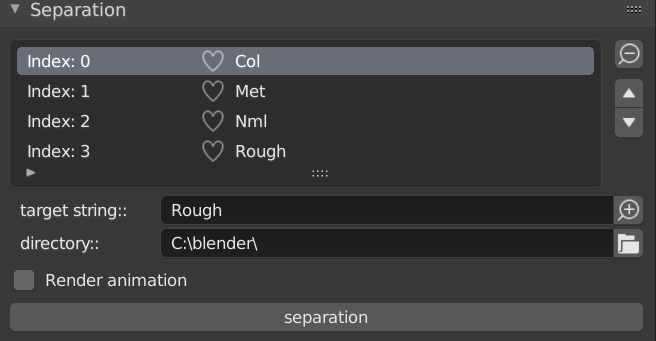 Separation
Index: 0 Col
Index: 1 Met
Index: 2 Nml
Index: 3 Rough
target string:: Rough
directory:: C:\blender\
Render animation
separation